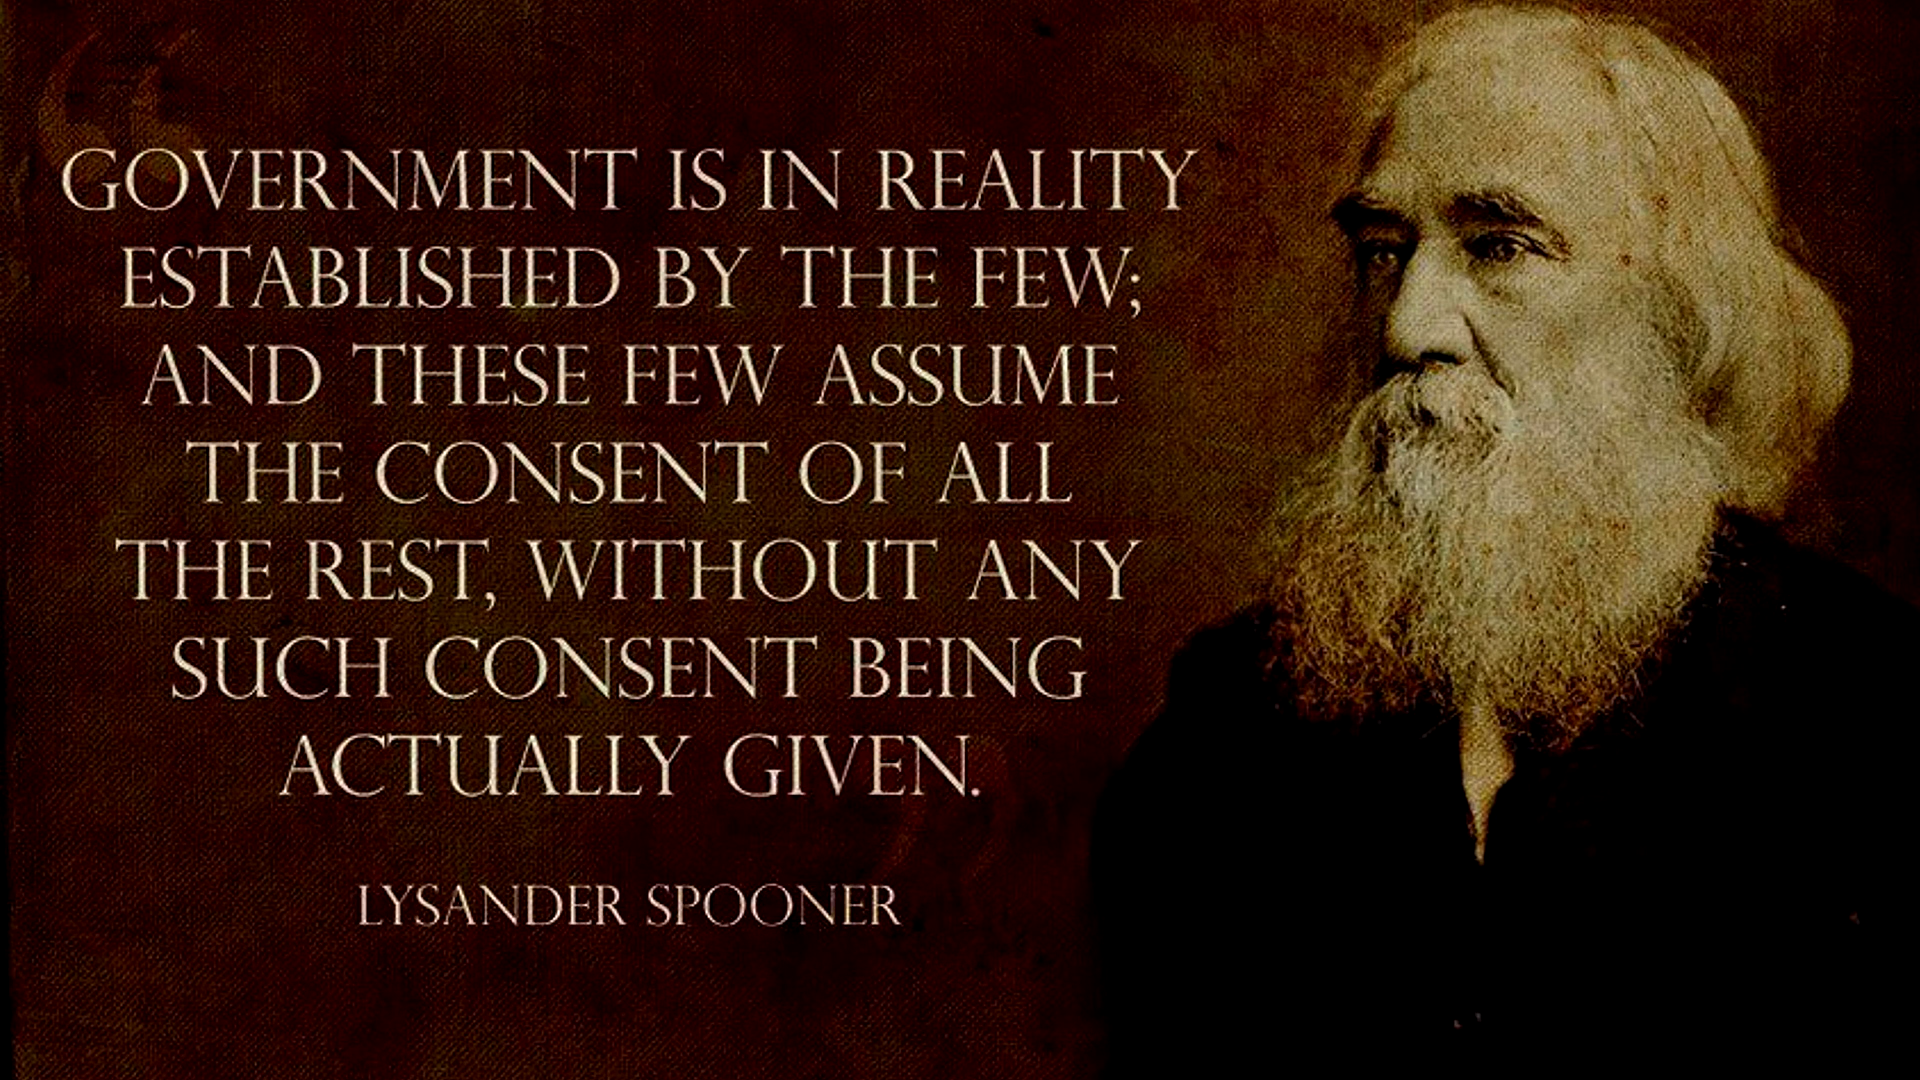 GOVERNMENT IS IN REALITY
ESTABLISHED BY THE FEW;
AND THESE FEW ASSUME
THE CONSENT OF ALL
THE REST, WITHOUT ANY
SUCH CONSENT BEING
ACTUALLY GIVEN.
LYSANDER SPOONER